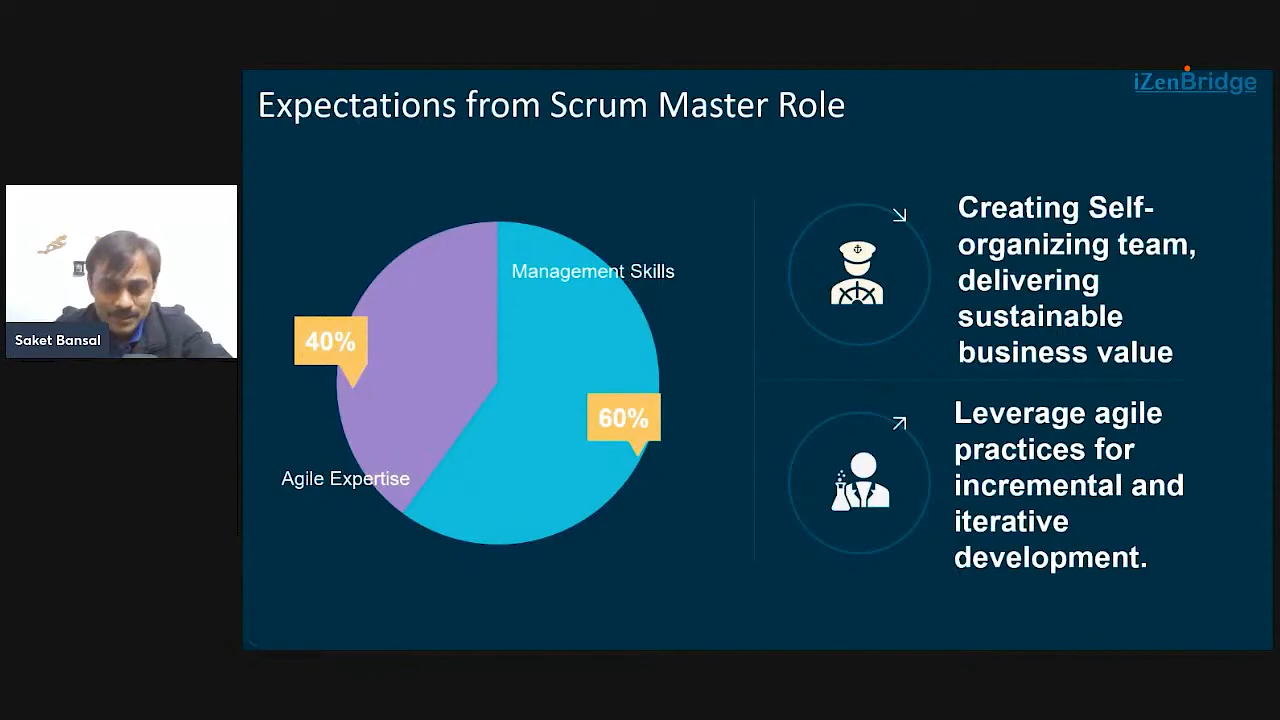 iZenBridge
Expectations from Scrum Master Role
Management Skills
40%
60%
Agile Expertise
Creating Self-
organizing team,
delivering
sustainable
business value
Leverage agile
practices for
incremental and
iterative
development.
Saket Bansal